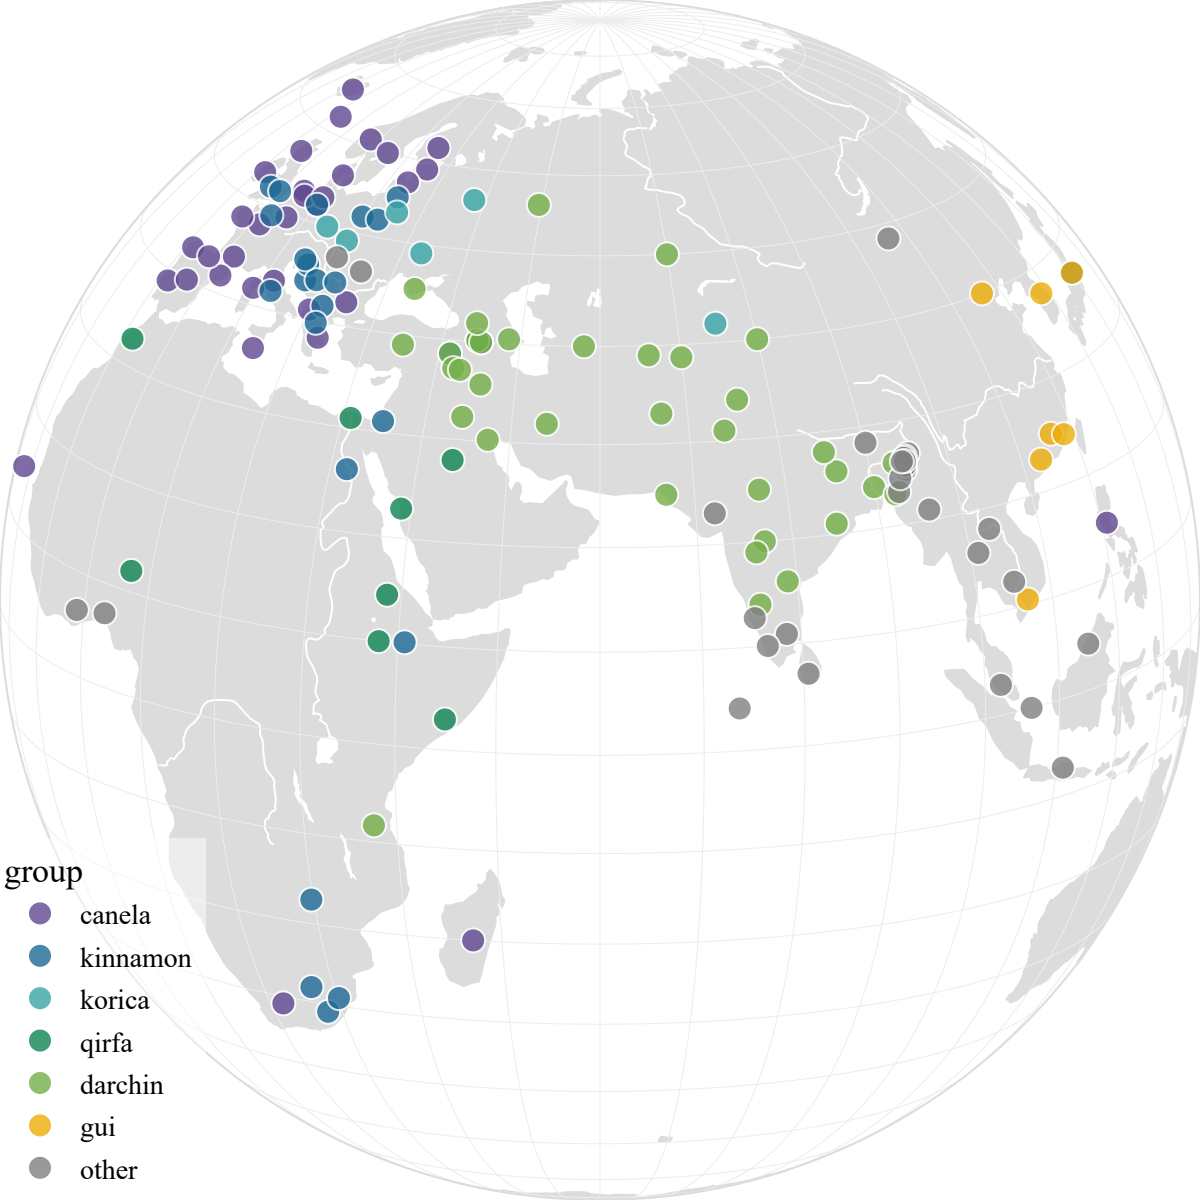 group
canela
kinnamon
korica
qirfa
darchin
gui
other